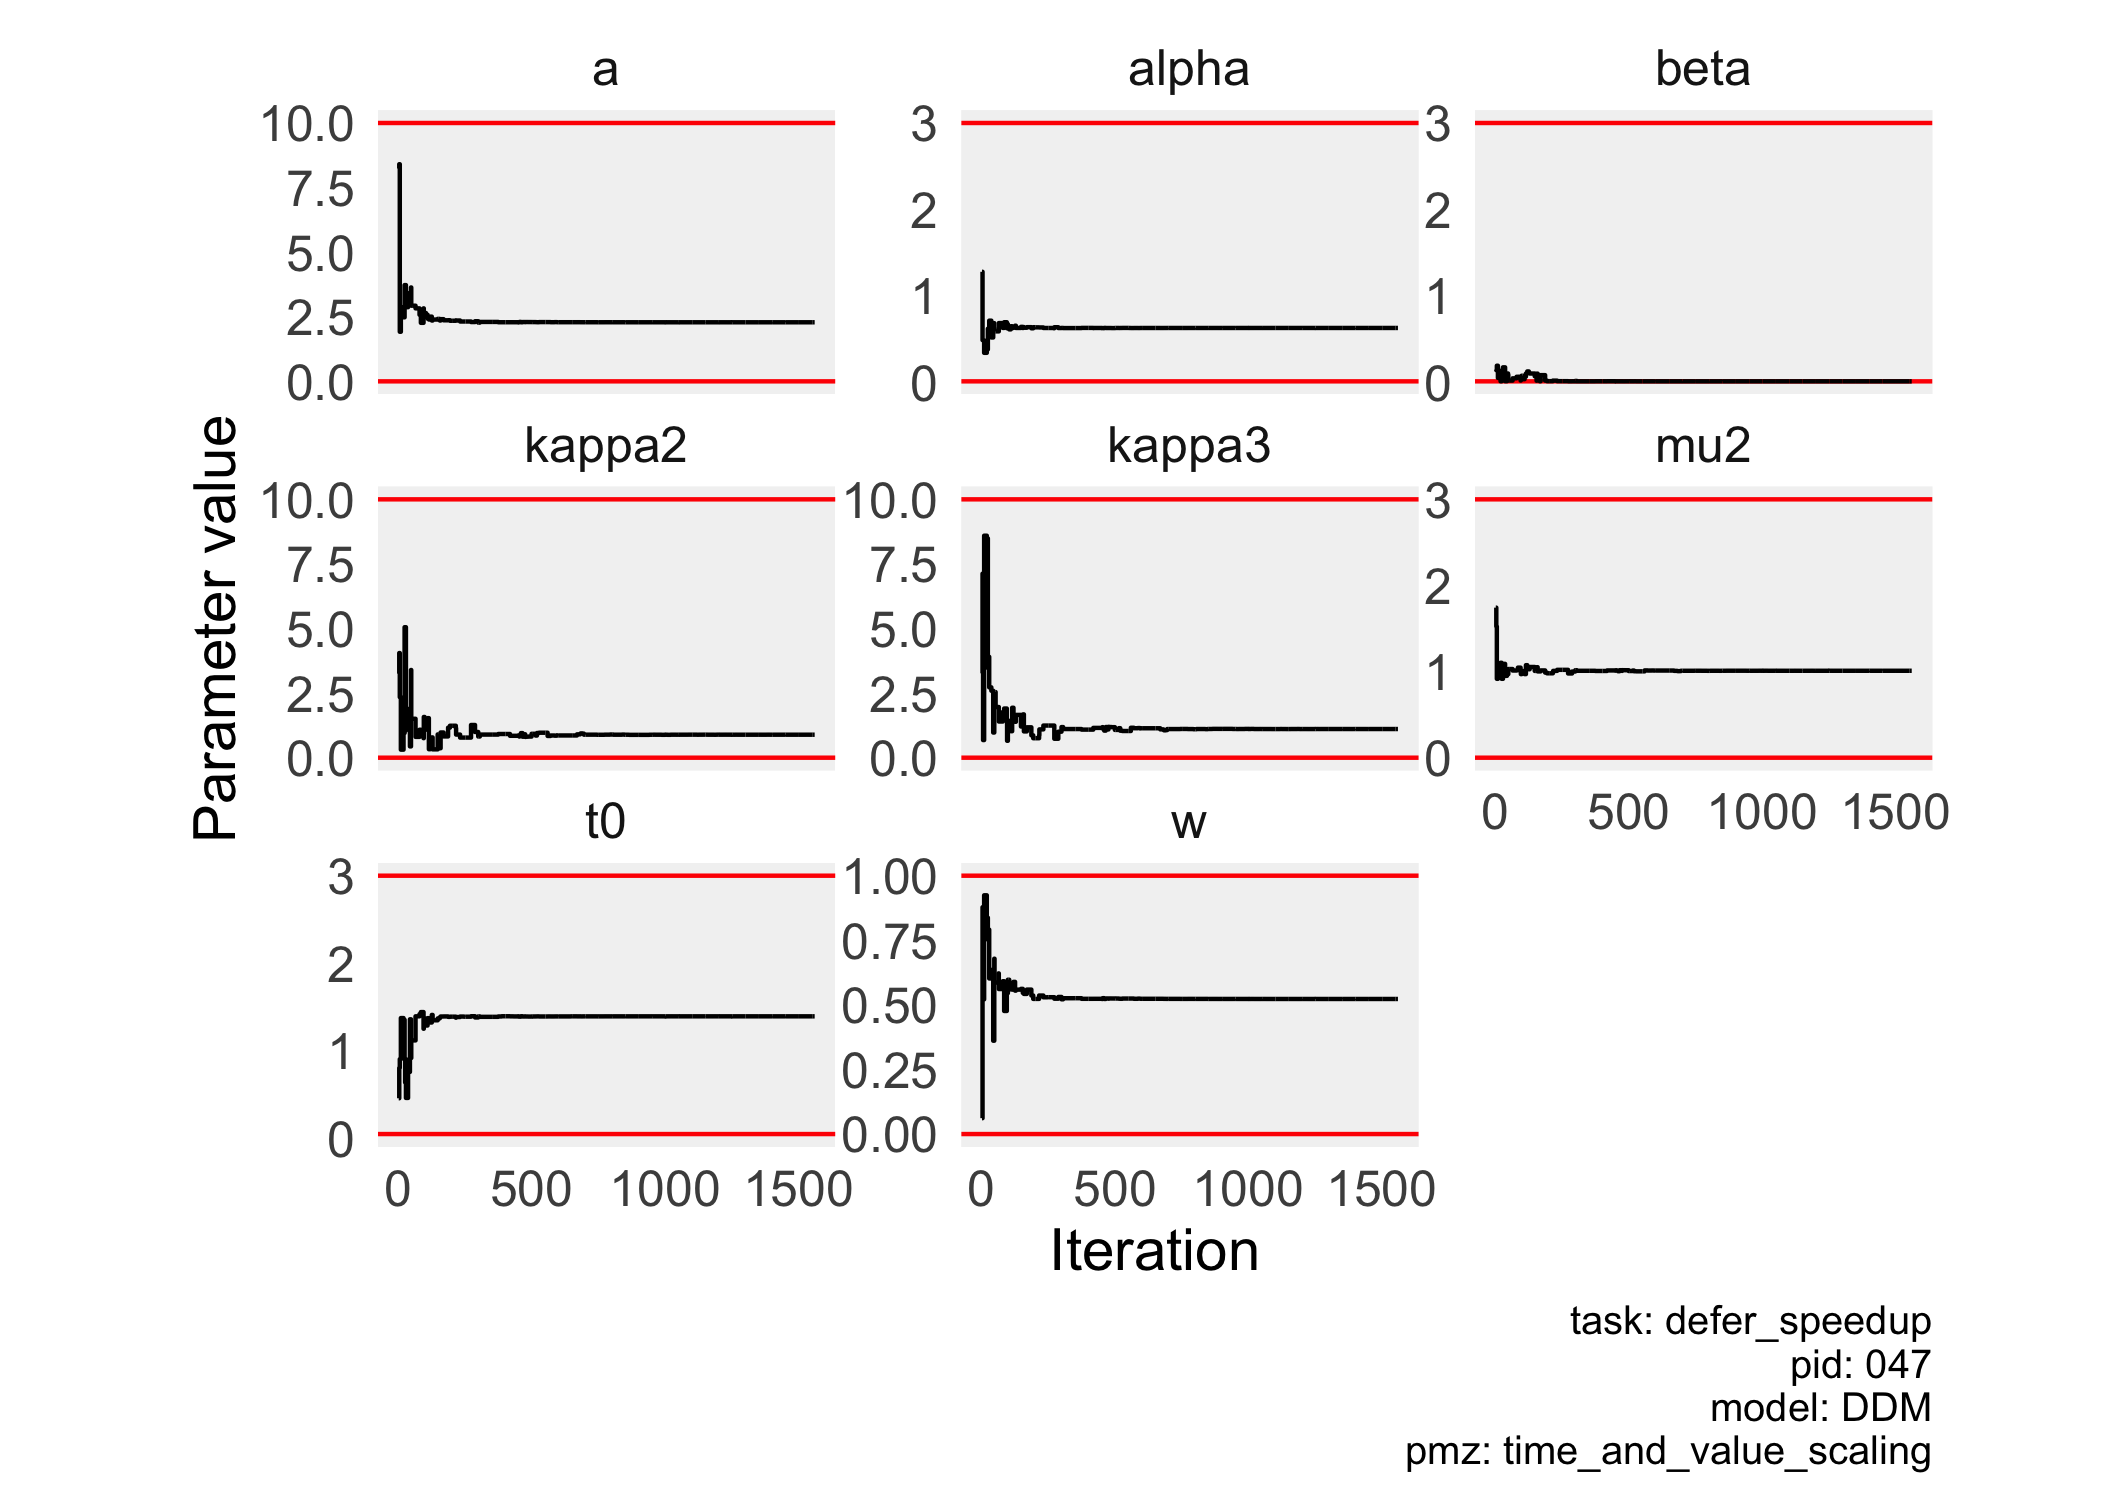 a
alpha
beta
10.0
7.5
5.0
2.5
0.0
3
2
1
0
3
2
1
0
kappa2
kappa3
mu2
10.0
7.5
5.0
2.5
0.0
10.0
7.5
5.0
2.5
0.0
3
2
1
0
0 500 1000 1500
t0
w
3
2
1
0
1.00
0.75
0.50
0.25
0.00
0 500 1000 1500
0 500 1000 1500
Parameter value
Iteration
task: defer_speedup
pid: 047
model: DDM
pmz: time_and_value_scaling